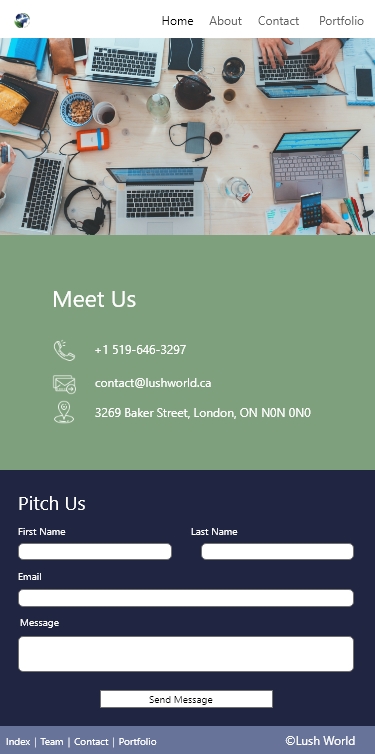 Home About Contact Portfolio
Meet Us
+1 519-646-3297
contact@lushworld.ca
3269 Baker Street, London, ON N0N 0N0
Pitch Us
First Name Last Name
Email
Message
Send Message
Index | Team | Contact | Portfolio ©Lush World